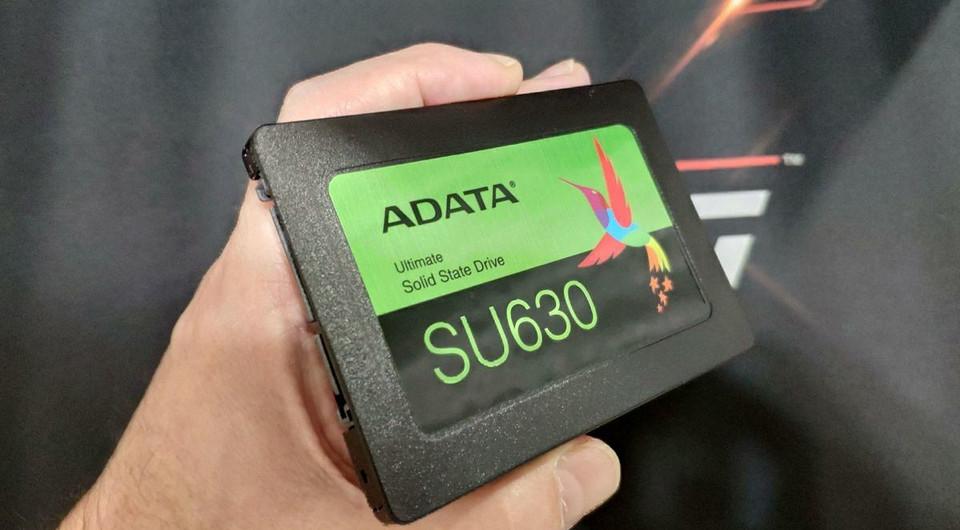 ADATA®
Ultimate
Solid State Drive
SU630